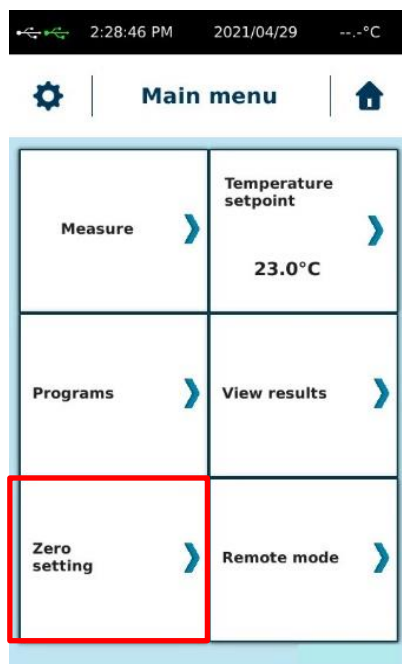 2:28:46 PM 2021/04/29 --.-°C
Main menu
Measure
Temperature
setpoint
23.0°C
Programs
View results
Zero
setting
Remote mode